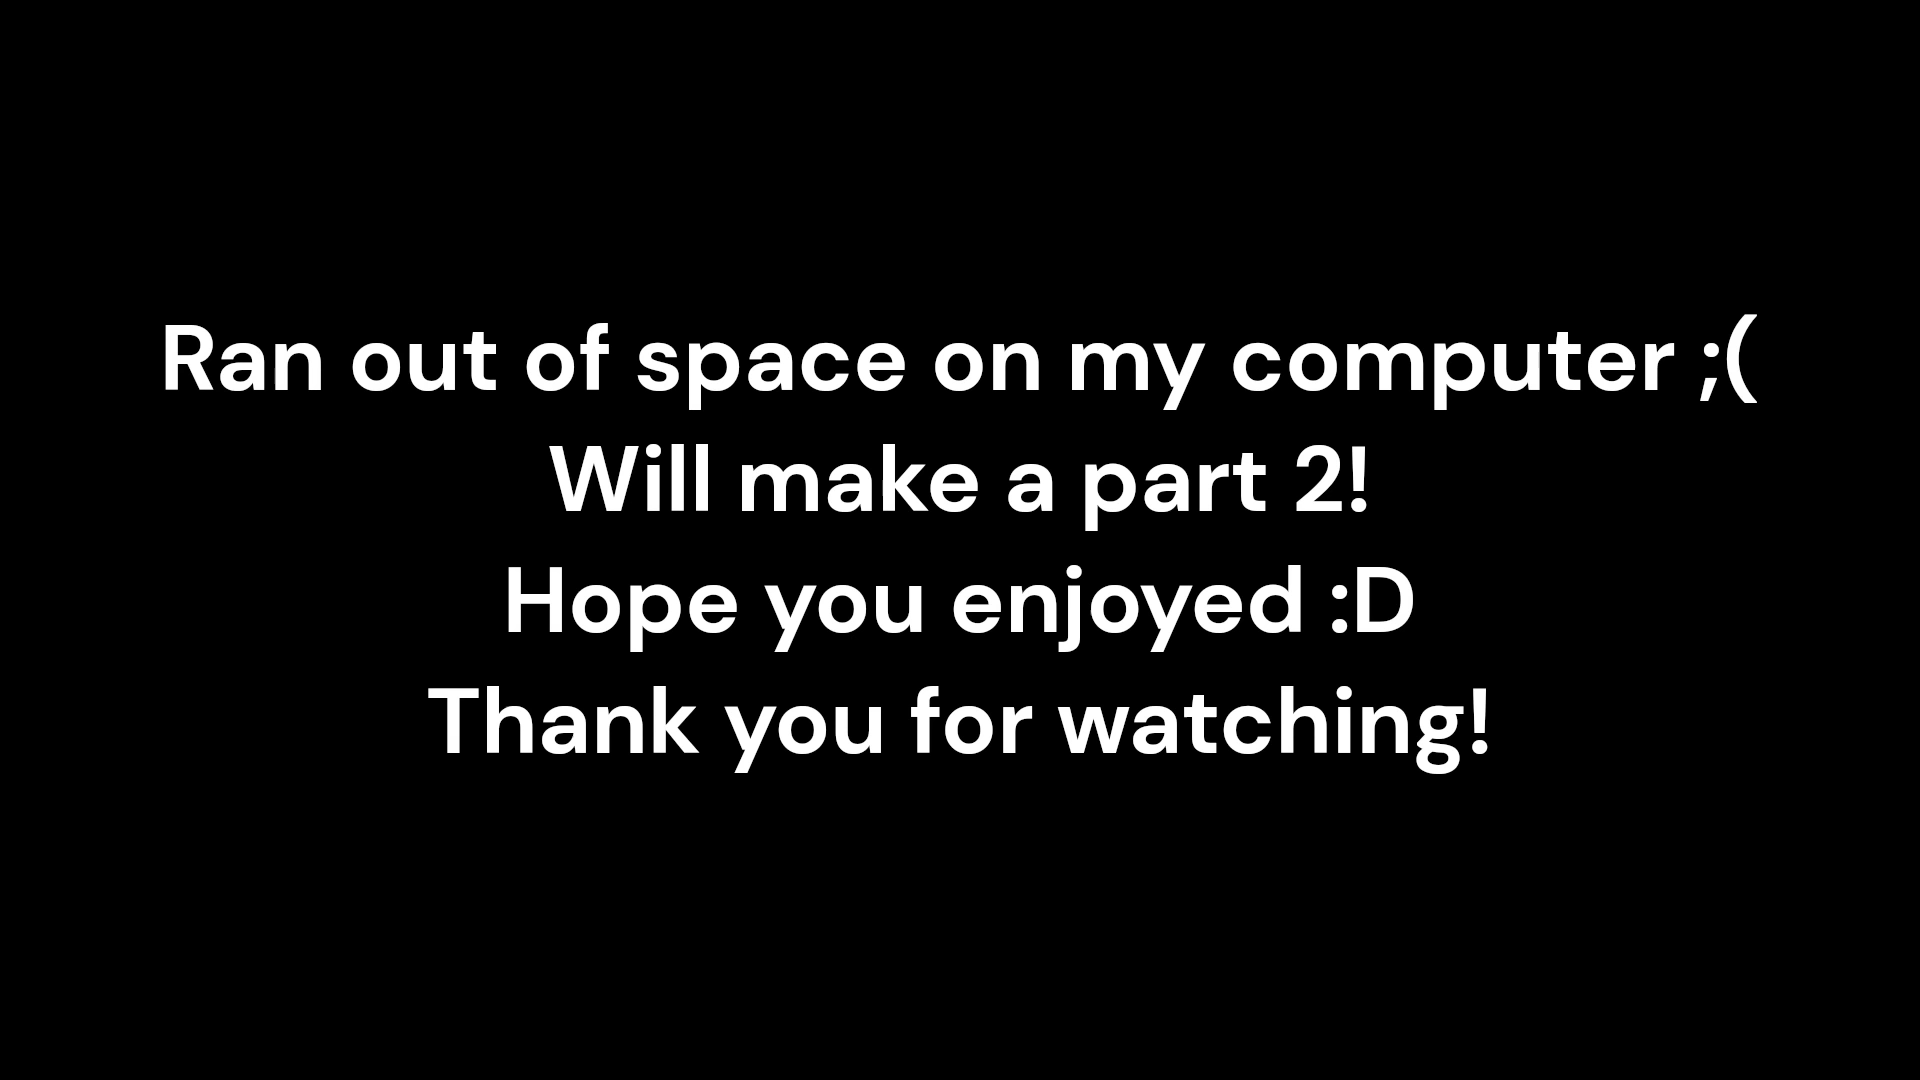 Ran out of space on my computer ;(
Will make a part 2!
Hope you enjoyed :D
Thank you for watching!